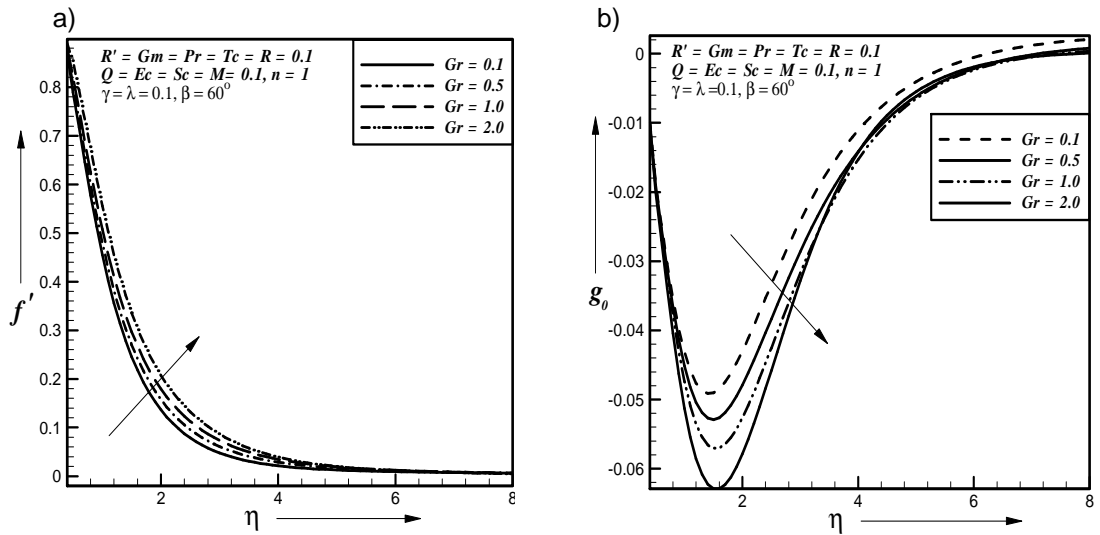 a)
R' = Gm = Pr = Tc = R = 0.1
Q = Ec = Sc = M = 0.1, n = 1
γ = λ = 0.1, β = 60°
Gr = 0.1
Gr = 0.5
Gr = 1.0
Gr = 2.0
0.8
0.7
0.6
0.5
0.4
0.3
0.2
0.1
0
f'
2
4
6
8
η
b)
R' = Gm = Pr = Tc = R = 0.1
Q = Ec = Sc = M = 0.1, n = 1
γ = λ =0.1, β = 60°
Gr = 0.1
Gr = 0.5
Gr = 1.0
Gr = 2.0
0
-0.01
-0.02
-0.03
-0.04
-0.05
-0.06
g₀
2
4
6
8
η